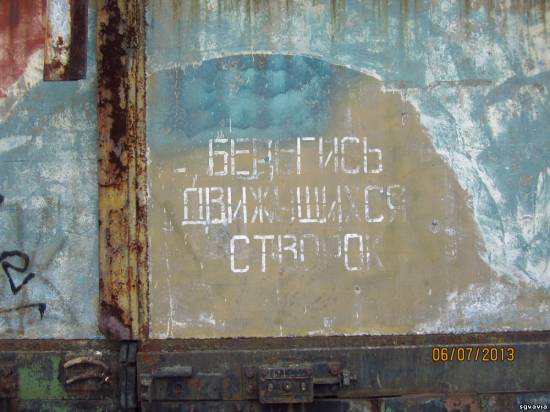 БЕРЕГИСЬ
ДВИЖУЩИХСЯ
СТВОРОК
06/07/2013
sgvavia